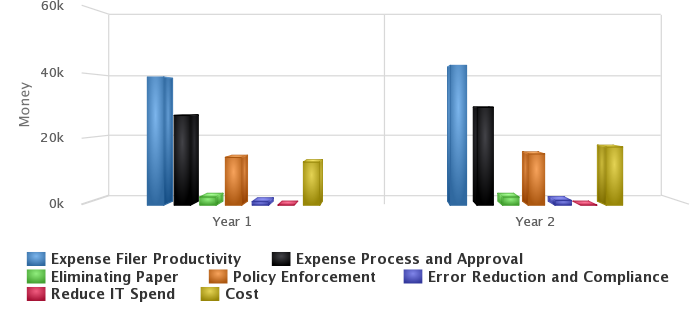 60k
40k
20k
0k
Money
Year 1
Year 2
Expense Filer Productivity
Expense Process and Approval
Eliminating Paper
Policy Enforcement
Error Reduction and Compliance
Reduce IT Spend
Cost